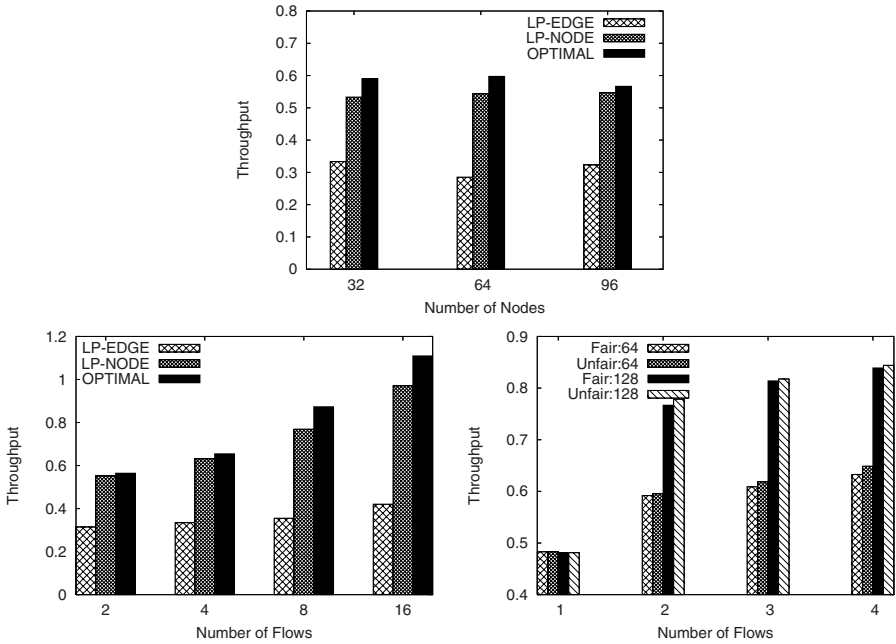 0.8
0.7
0.6
0.5
0.4
0.3
0.2
0.1
0
Throughput
LP-EDGE
LP-NODE
OPTIMAL
32 64 96
Number of Nodes
1.2
1
0.8
0.6
0.4
0.2
0
Throughput
LP-EDGE
LP-NODE
OPTIMAL
2 4 8 16
Number of Flows
0.9
0.8
0.7
0.6
0.5
0.4
Throughput
Fair:64
Unfair:64
Fair:128
Unfair:128
1 2 3 4
Number of Flows